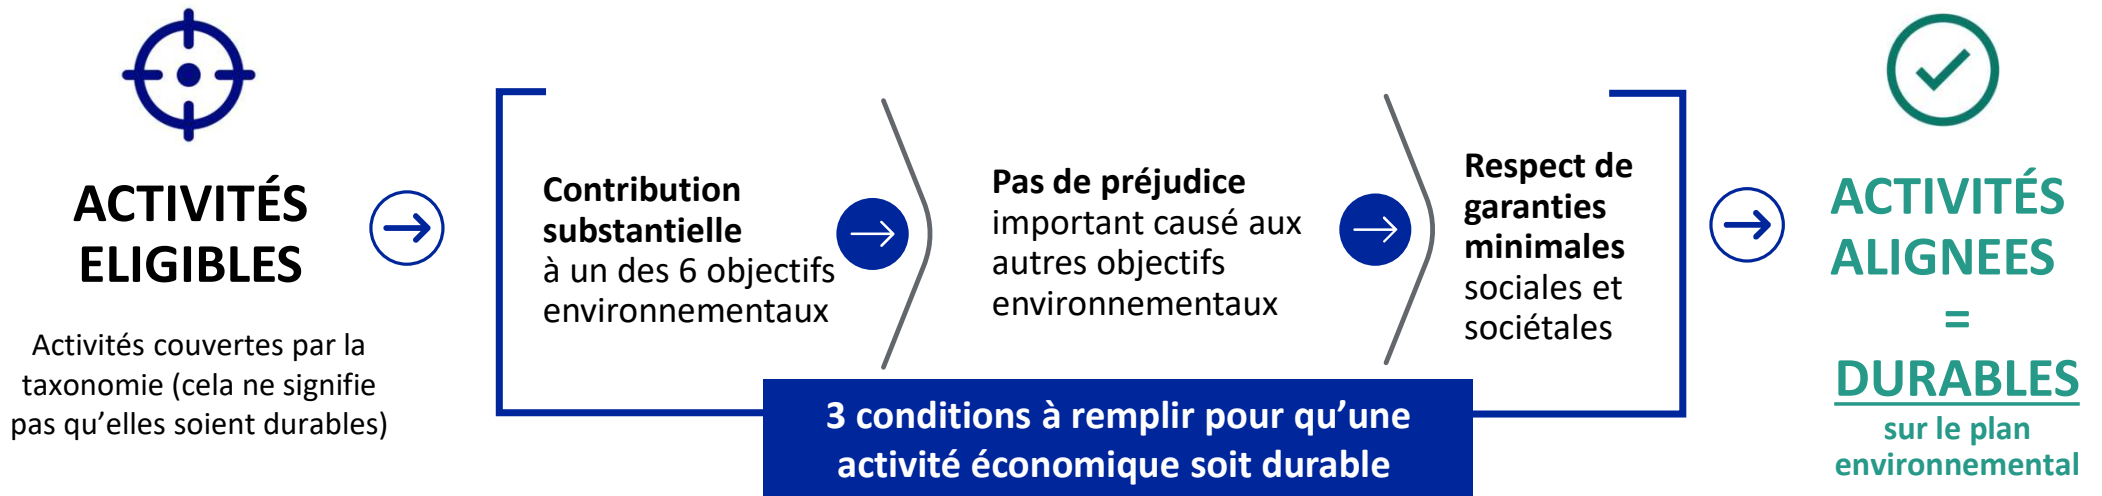 ACTIVITÉS
ELIGIBLES
Activités couvertes par la
taxonomie (cela ne signifie
pas qu’elles soient durables)
Contribution
substantielle
à un des 6 objectifs
environnementaux
Pas de préjudice
important causé aux
autres objectifs
environnementaux
Respect de
garanties
minimales
sociales et
sociétales
3 conditions à remplir pour qu’une
activité économique soit durable
ACTIVITÉS
ALIGNEES
=
DURABLES
sur le plan
environnemental